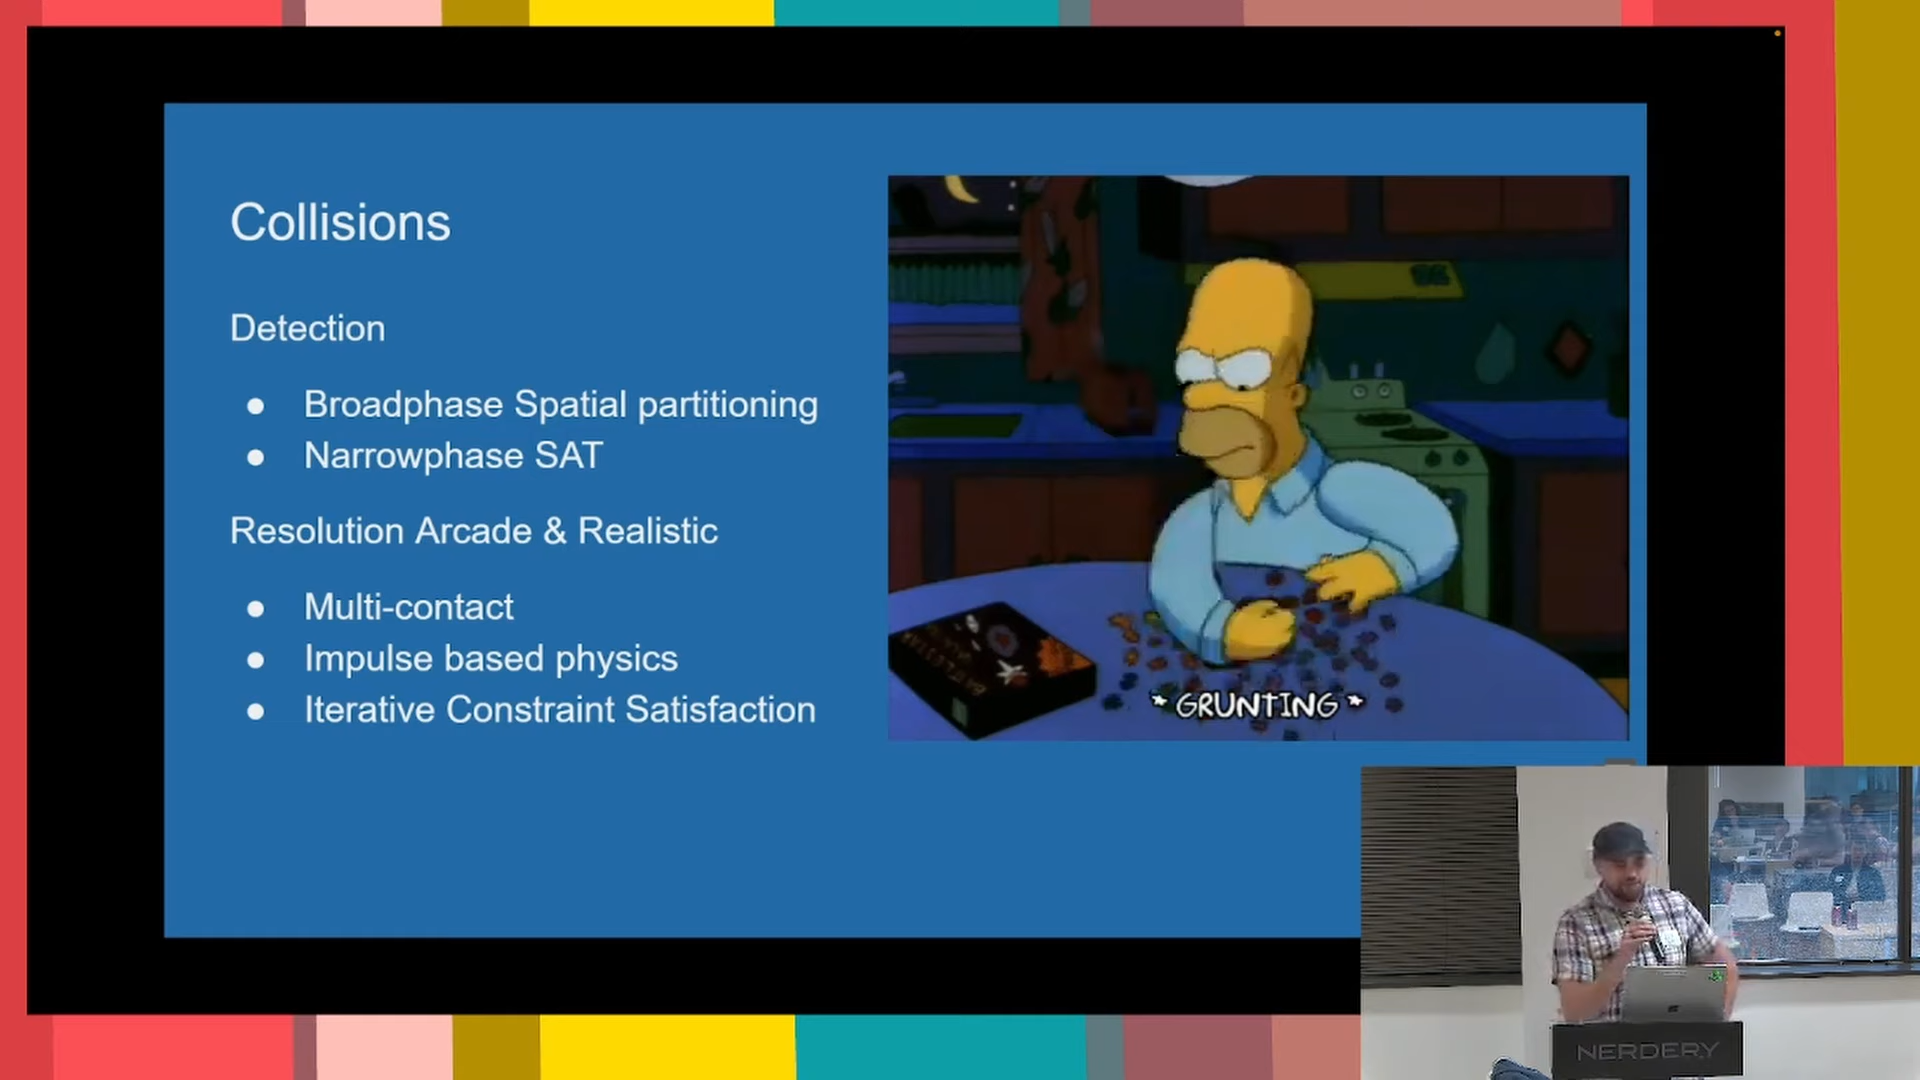 Collisions
Detection
● Broadphase Spatial partitioning
● Narrowphase SAT
Resolution Arcade & Realistic
● Multi-contact
● Impulse based physics
● Iterative Constraint Satisfaction
* GRUNTING *
NERDERY